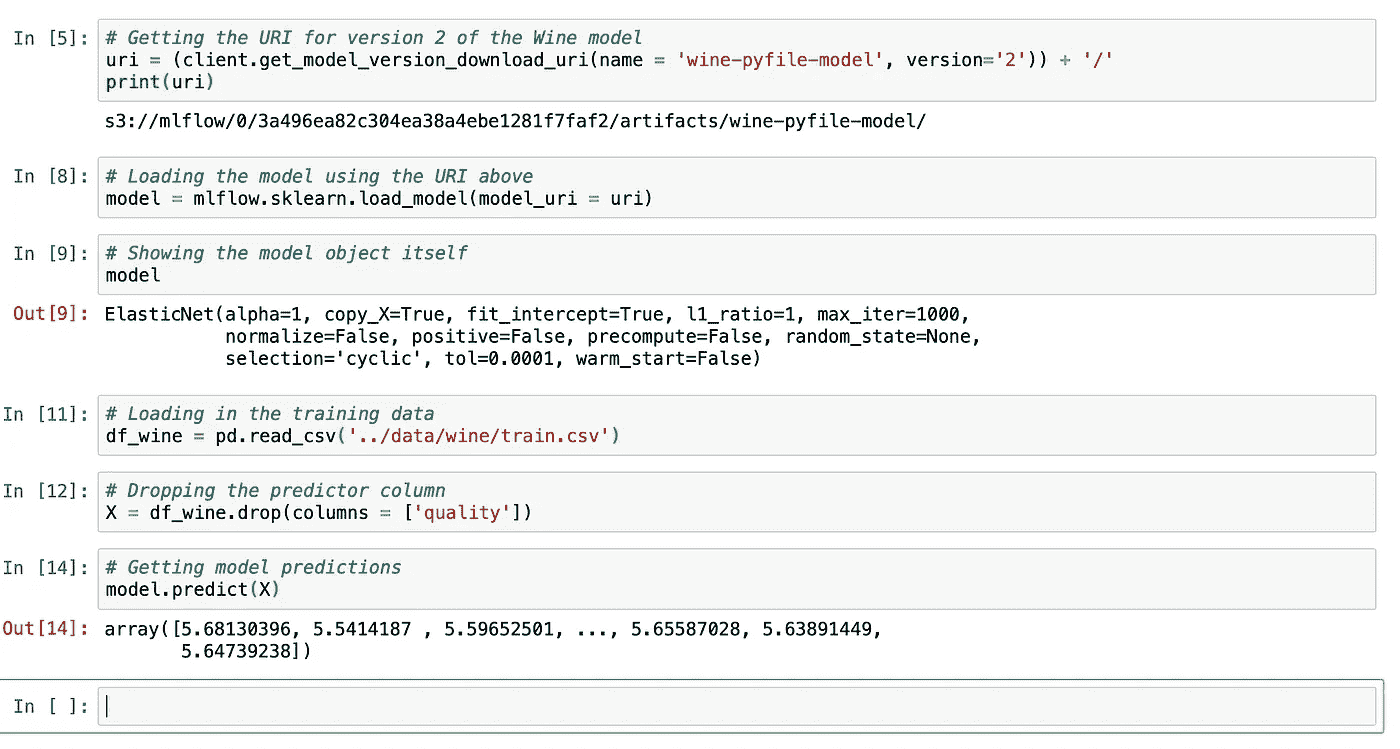 In [5]: # Getting the URI for version 2 of the Wine model
uri = (client.get_model_version_download_uri(name = 'wine-pyfile-model', version='2')) + '/'
print(uri)
s3://mlflow/0/3a496ea82c304ea38a4ebe1281f7faf2/artifacts/wine-pyfile-model/
In [8]: # Loading the model using the URI above
model = mlflow.sklearn.load_model(model_uri = uri)
In [9]: # Showing the model object itself
model
Out[9]: ElasticNet(alpha=1, copy_X=True, fit_intercept=True, l1_ratio=1, max_iter=1000,
normalize=False, positive=False, precompute=False, random_state=None,
selection='cyclic', tol=0.0001, warm_start=False)
In [11]: # Loading in the training data
df_wine = pd.read_csv('../data/wine/train.csv')
In [12]: # Dropping the predictor column
X = df_wine.drop(columns = ['quality'])
In [14]: # Getting model predictions
model.predict(X)
Out[14]: array([5.68130396, 5.5414187 , 5.59652501, ..., 5.65587028, 5.63891449,
5.64739238])
In [ ]: